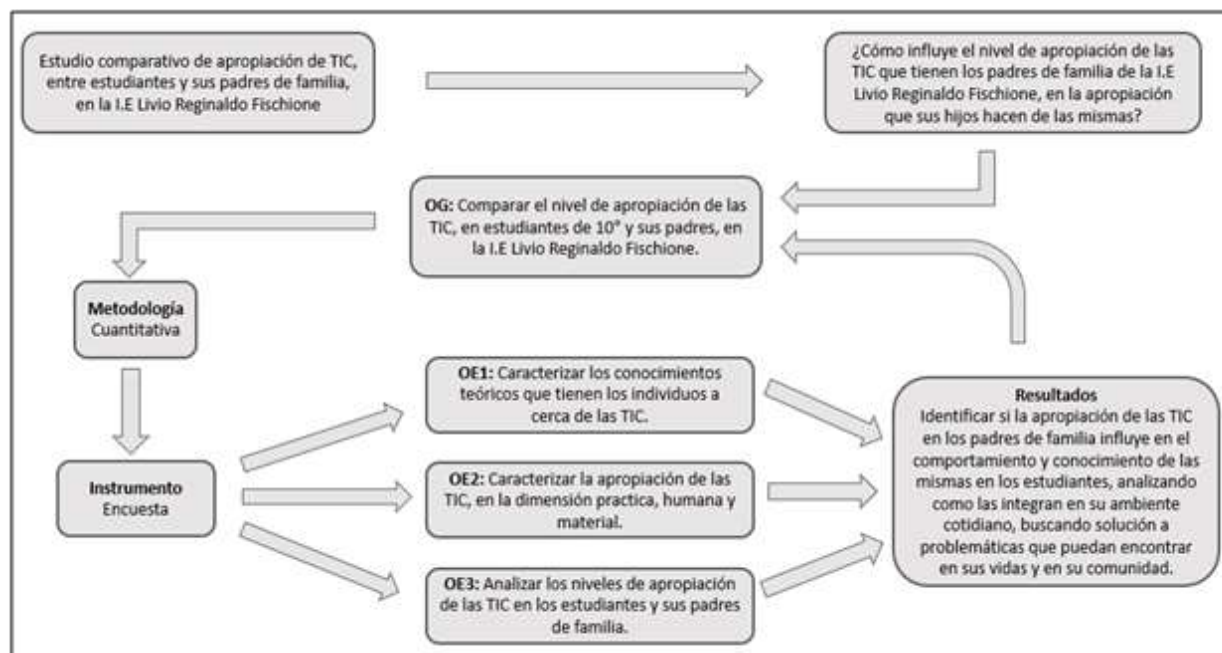 Estudio comparativo de apropiación de TIC,
entre estudiantes y sus padres de familia,
en la I.E Livio Reginaldo Fischione
¿Cómo influye el nivel de apropiación de las
TIC que tienen los padres de familia de la I.E
Livio Reginaldo Fischione, en la apropiación
que sus hijos hacen de las mismas?
OG: Comparar el nivel de apropiación de las
TIC, en estudiantes de 10° y sus padres, en
la I.E Livio Reginaldo Fischione.
Metodología
Cuantitativa
Instrumento
Encuesta
OE1: Caracterizar los conocimientos
teóricos que tienen los individuos a
cerca de las TIC.
OE2: Caracterizar la apropiación de las
TIC, en la dimensión practica, humana y
material.
OE3: Analizar los niveles de apropiación
de las TIC en los estudiantes y sus padres
de familia.
Resultados
Identificar si la apropiación de las TIC
en los padres de familia influye en el
comportamiento y conocimiento de las
mismas en los estudiantes, analizando
como las integran en su ambiente
cotidiano, buscando solución a
problemáticas que puedan encontrar
en sus vidas y en su comunidad.